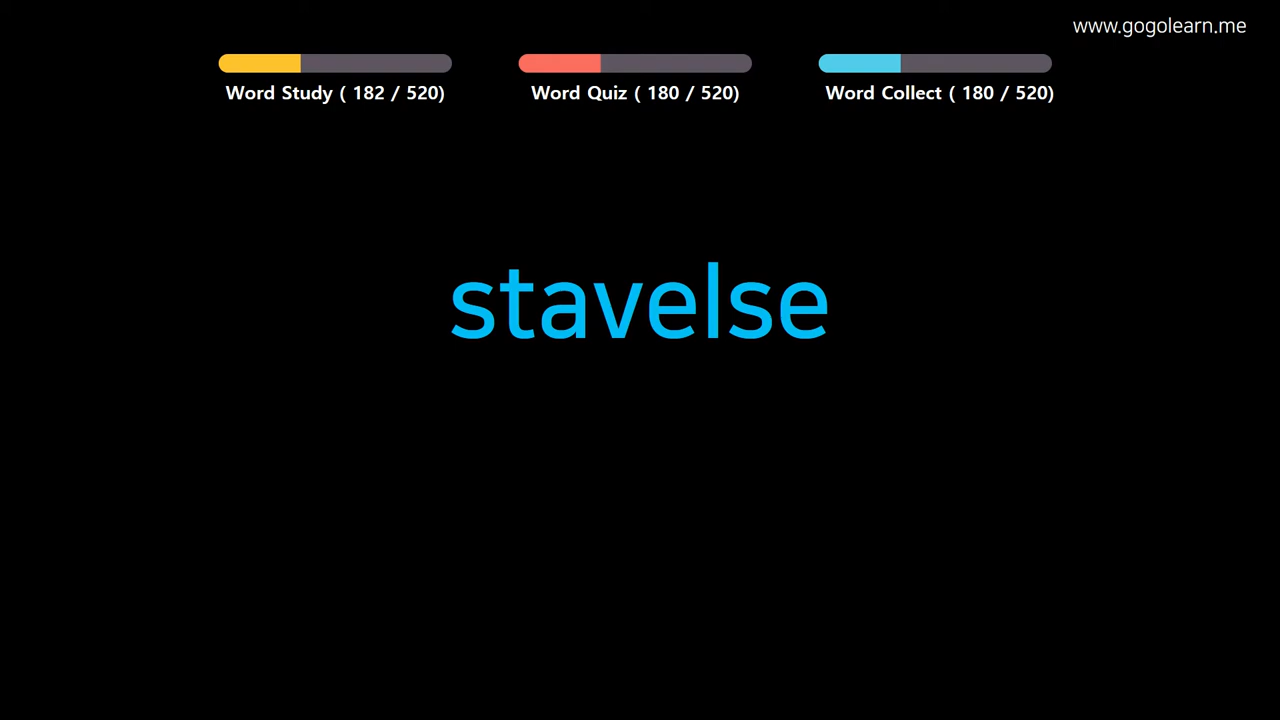 www.gogolearn.me
Word Study ( 182 / 520)
Word Quiz ( 180 / 520)
Word Collect ( 180 / 520)
stavelse